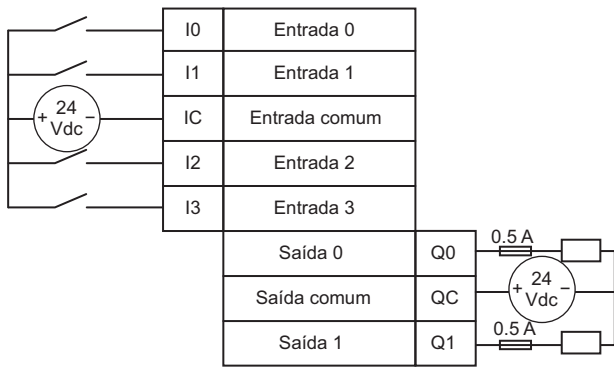 I0 Entrada 0
I1 Entrada 1
+ 24 Vdc −
IC Entrada comum
I2 Entrada 2
I3 Entrada 3
Saída 0 Q0
0.5 A
Saída comum QC
+ 24 Vdc −
Saída 1 Q1
0.5 A